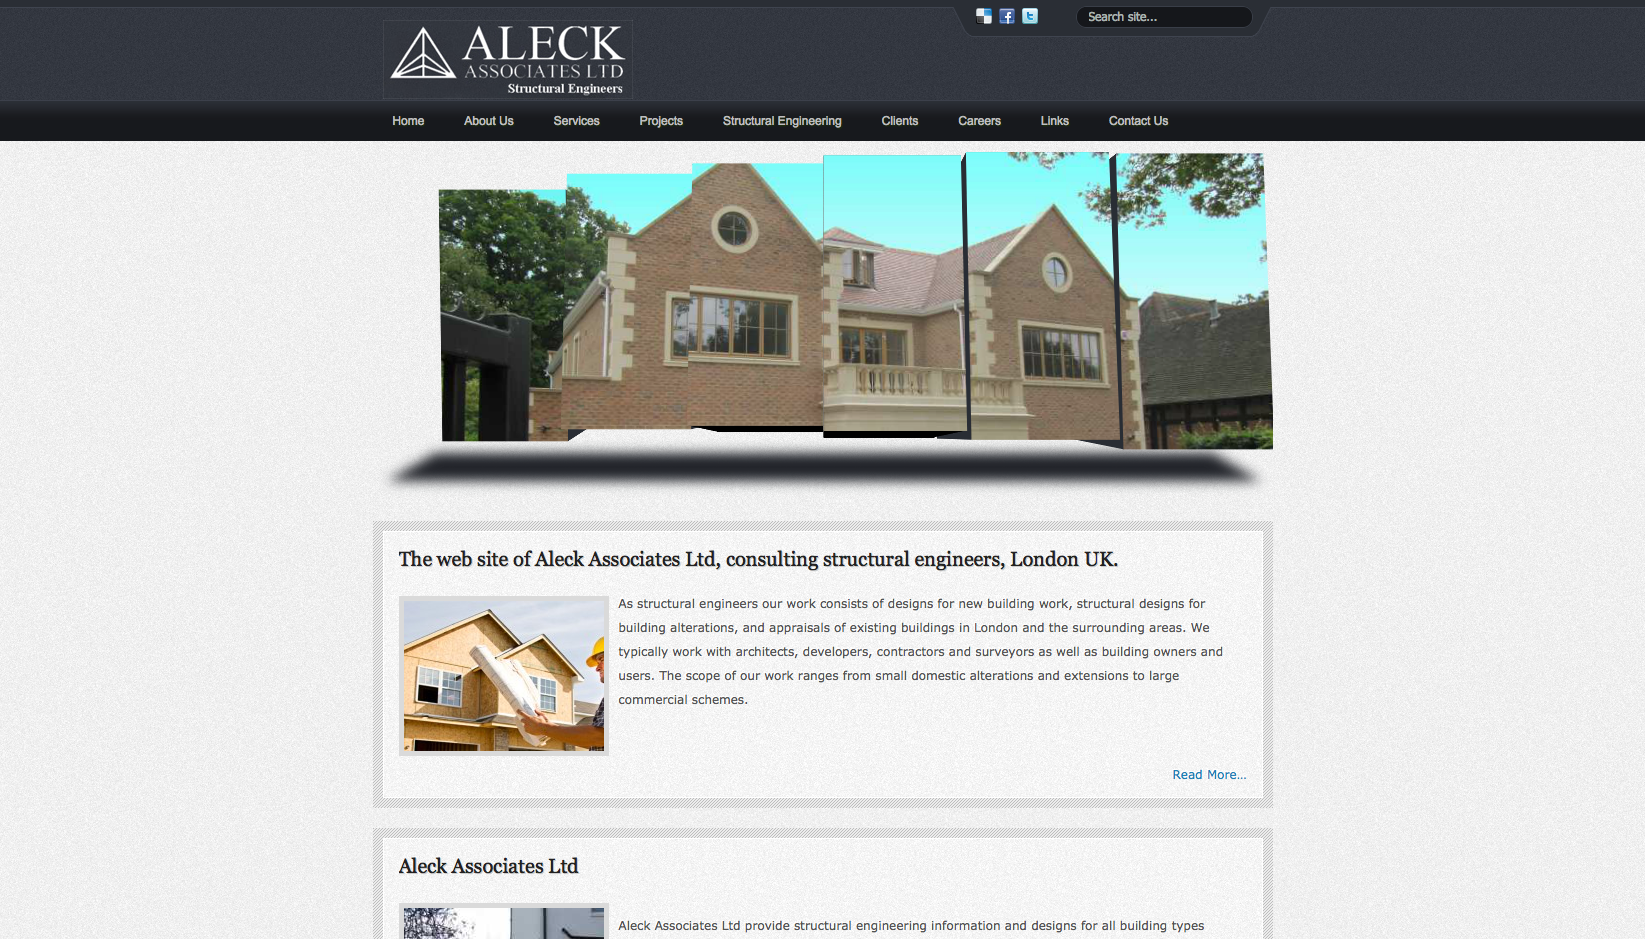 ALECK
ASSOCIATES LTD
Structural Engineers
Search site...
Home
About Us
Services
Projects
Structural Engineering
Clients
Careers
Links
Contact Us
The web site of Aleck Associates Ltd, consulting structural engineers, London UK.
As structural engineers our work consists of designs for new building work, structural designs for
building alterations, and appraisals of existing buildings in London and the surrounding areas. We
typically work with architects, developers, contractors and surveyors as well as building owners and
users. The scope of our work ranges from small domestic alterations and extensions to large
commercial schemes.
Read More...
Aleck Associates Ltd
Aleck Associates Ltd provide structural engineering information and designs for all building types